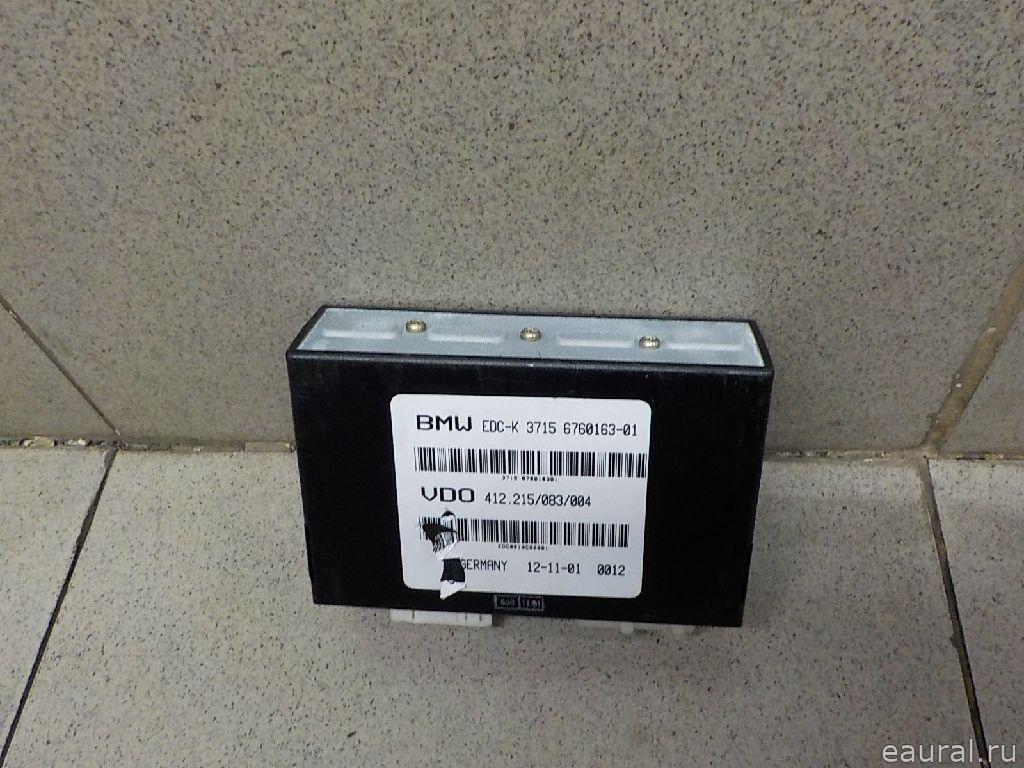 BMW EDC-K 3715 6760163-01
VDO 412.215/083/004
GERMANY 12-11-01 0012
eaural.ru